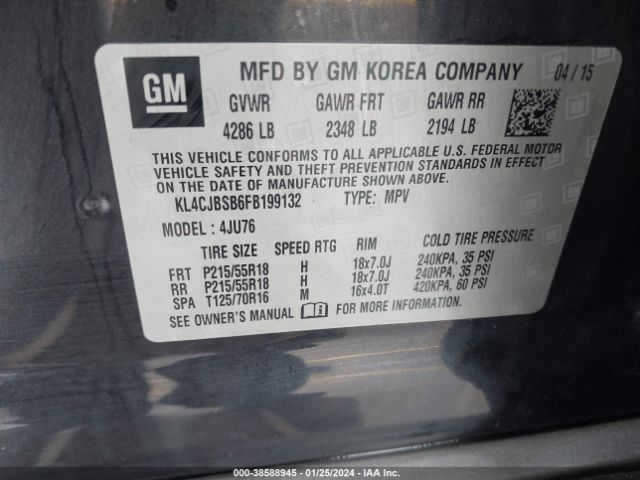 GM
MFD BY GM KOREA COMPANY 04/15
GVWR GAWR FRT GAWR RR
4286 LB 2348 LB 2194 LB
THIS VEHICLE CONFORMS TO ALL APPLICABLE U.S. FEDERAL MOTOR
VEHICLE SAFETY AND THEFT PREVENTION STANDARDS IN EFFECT
ON THE DATE OF MANUFACTURE SHOWN ABOVE.
KL4CJBSB6FB199132 TYPE: MPV
MODEL : 4JU76
TIRE SIZE SPEED RTG RIM COLD TIRE PRESSURE
FRT P215/55R18 H 18x7.0J 240KPA, 35 PSI
RR P215/55R18 H 18x7.0J 240KPA, 35 PSI
SPA T125/70R16 M 16x4.0T 420KPA, 60 PSI
SEE OWNER'S MANUAL FOR MORE INFORMATION.
000-38588945 - 01/25/2024 - IAA Inc.